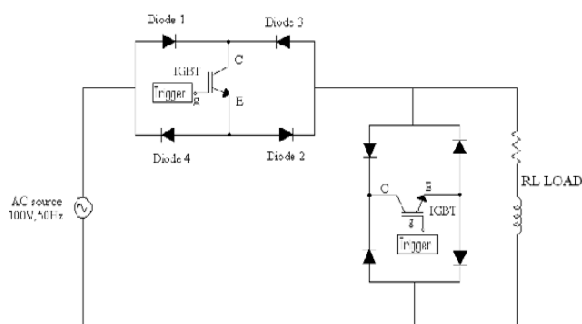 Diode 1
Diode 3
C
IGBT
Trigger
g
E
Diode 4
Diode 2
AC source
100V,50Hz
C
E
IGBT
g
Trigger
RL LOAD